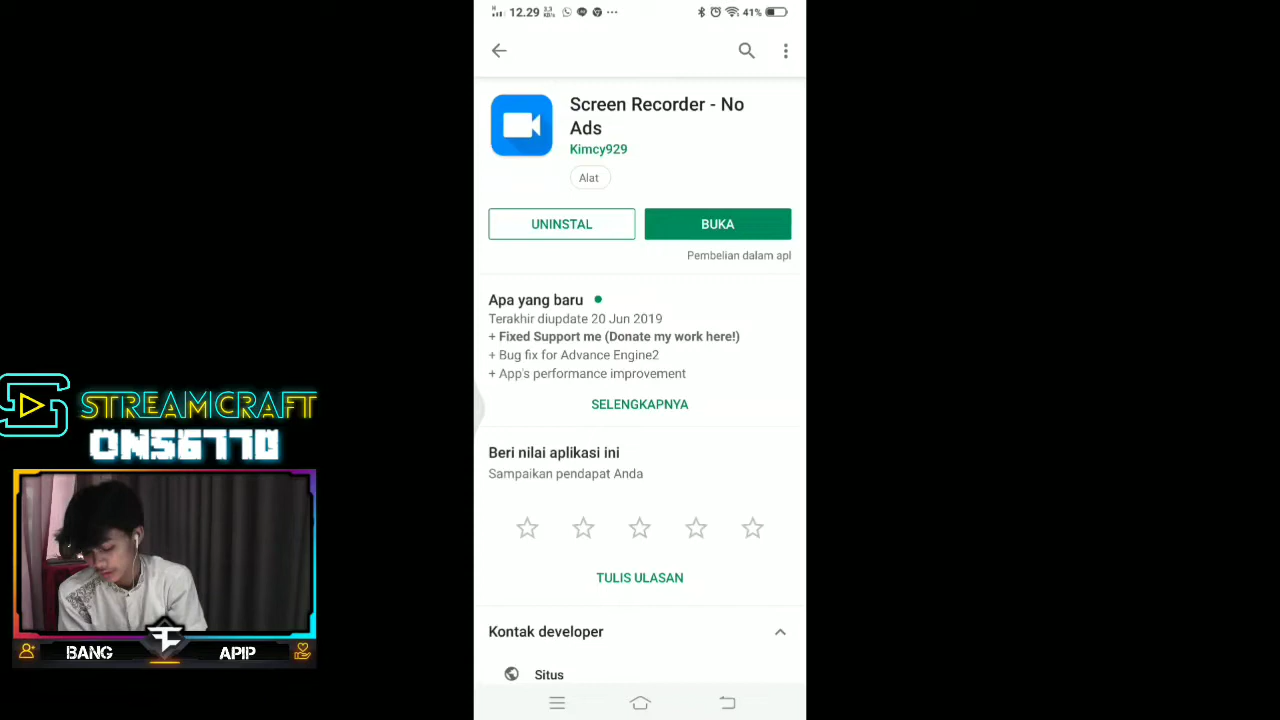 12.29
41%
Screen Recorder - No
Ads
Kimcy929
Alat
UNINSTAL
BUKA
Pembelian dalam apl
Apa yang baru
Terakhir diupdate 20 Jun 2019
+ Fixed Support me (Donate my work here!)
+ Bug fix for Advance Engine2
+ App's performance improvement
SELENGKAPNYA
Beri nilai aplikasi ini
Sampaikan pendapat Anda
TULIS ULASAN
Kontak developer
Situs
STREAMCRAFT
ONS6770
BANG
APIP